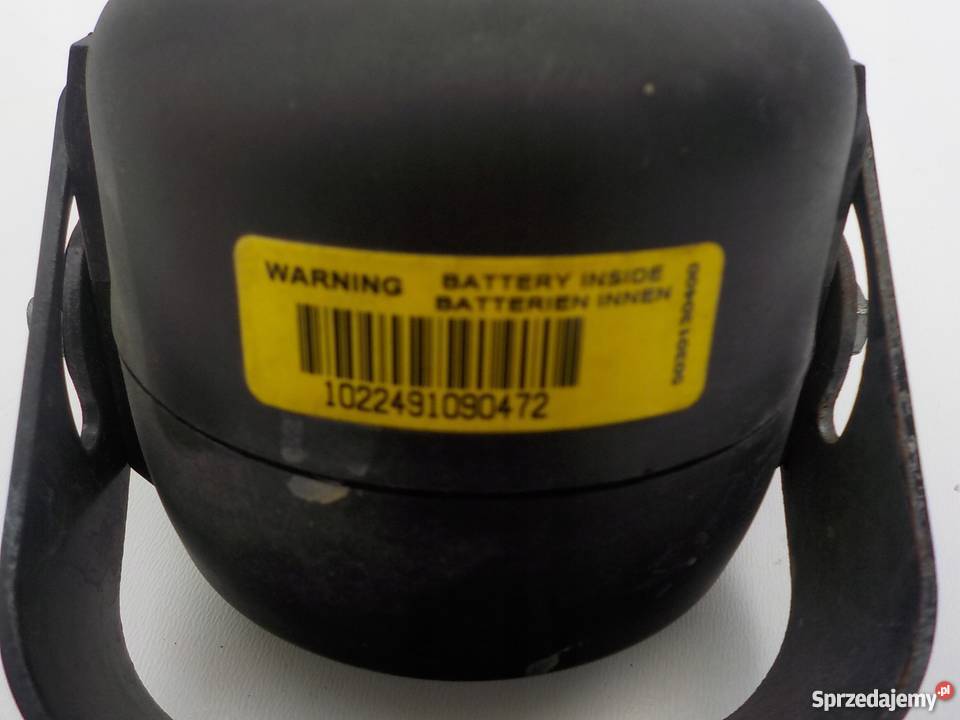 WARNING BATTERY INSIDE
BATTERIEN INNEN
1022491090472
5030130400
Sprzedajemy.pl